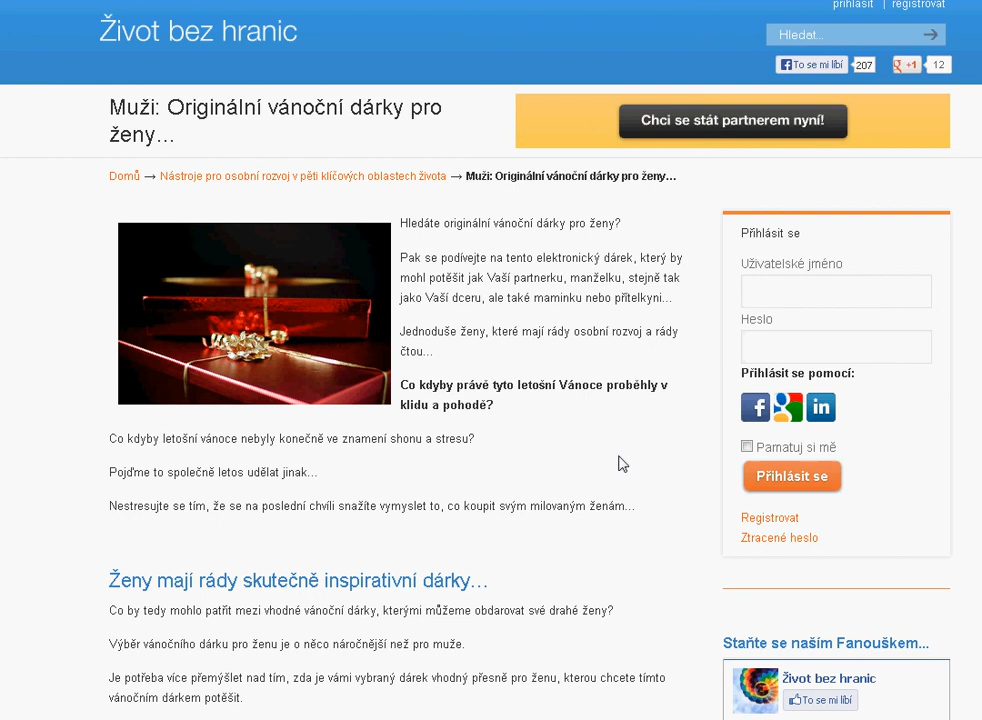 přihlásit | registrovat
Život bez hranic
Hledat...
To se mi líbí 207 +1 12
Muži: Originální vánoční dárky pro
ženy...
Chci se stát partnerem nyní!
Domů → Nástroje pro osobní rozvoj v pěti klíčových oblastech života → Muži: Originální vánoční dárky pro ženy...
Hledáte originální vánoční dárky pro ženy?
Pak se podívejte na tento elektronický dárek, který by
mohl potěšit jak Vaší partnerku, manželku, stejně tak
jako Vaší dceru, ale také maminku nebo přítelkyni...
Jednoduše ženy, které mají rády osobní rozvoj a rády
čtou...
Co kdyby právě tyto letošní Vánoce proběhly v
klidu a pohodě?
Co kdyby letošní vánoce nebyly konečně ve znamení shonu a stresu?
Pojďme to společně letos udělat jinak...
Nestresujte se tím, že se na poslední chvíli snažíte vymyslet to, co koupit svým milovaným ženám...
Ženy mají rády skutečně inspirativní dárky...
Co by tedy mohlo patřit mezi vhodné vánoční dárky, kterými můžeme obdarovat své drahé ženy?
Výběr vánočního dárku pro ženu je o něco náročnější než pro muže.
Je potřeba více přemýšlet nad tím, zda je vámi vybraný dárek vhodný přesně pro ženu, kterou chcete tímto
vánočním dárkem potěšit.
Přihlásit se
Uživatelské jméno
Heslo
Přihlásit se pomocí:
Pamatuj si mě
Přihlásit se
Registrovat
Ztracené heslo
Staňte se naším Fanouškem...
Život bez hranic
To se mi líbí